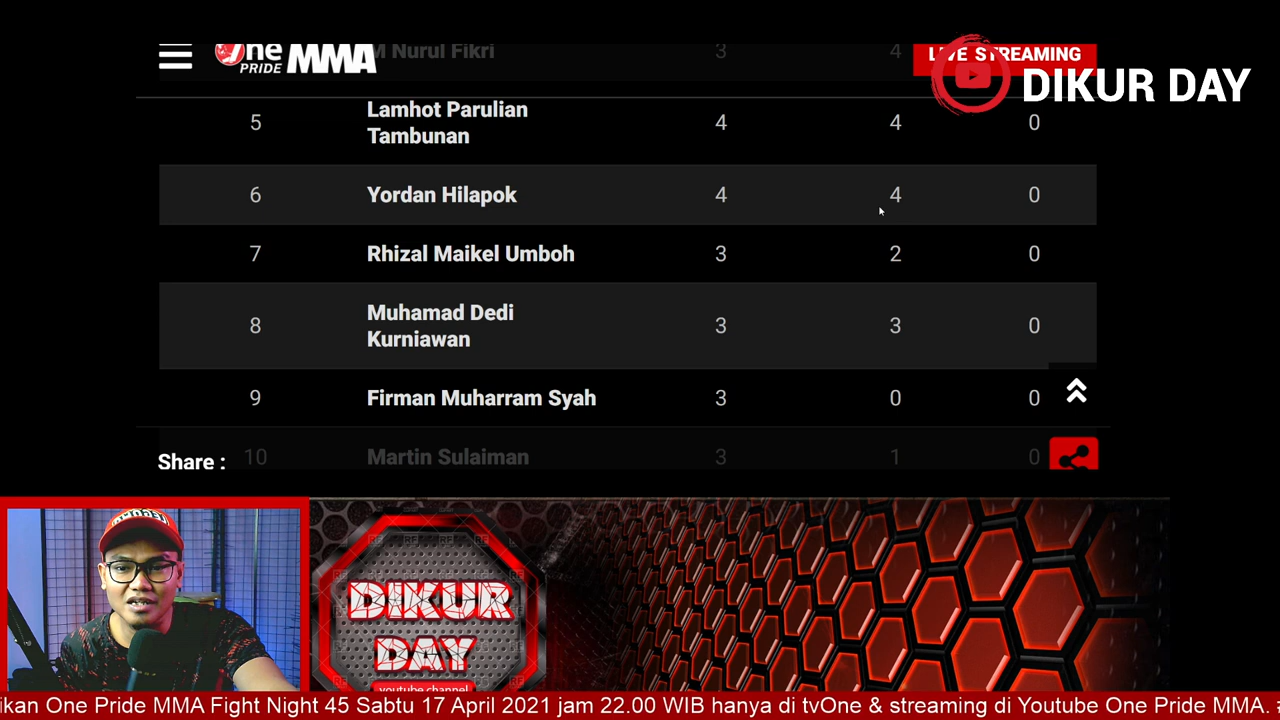 M Nurul Fikri 3 4
One PRIDE MMA
LIVE STREAMING
DIKUR DAY
5 Lamhot Parulian Tambunan 4 4 0
6 Yordan Hilapok 4 4 0
7 Rhizal Maikel Umboh 3 2 0
8 Muhamad Dedi Kurniawan 3 3 0
9 Firman Muharram Syah 3 0 0
Share : 10 Martin Sulaiman 3 1 0
DIKUR
DAY
youtube channel
ikan One Pride MMA Fight Night 45 Sabtu 17 April 2021 jam 22.00 WIB hanya di tvOne & streaming di Youtube One Pride MMA.